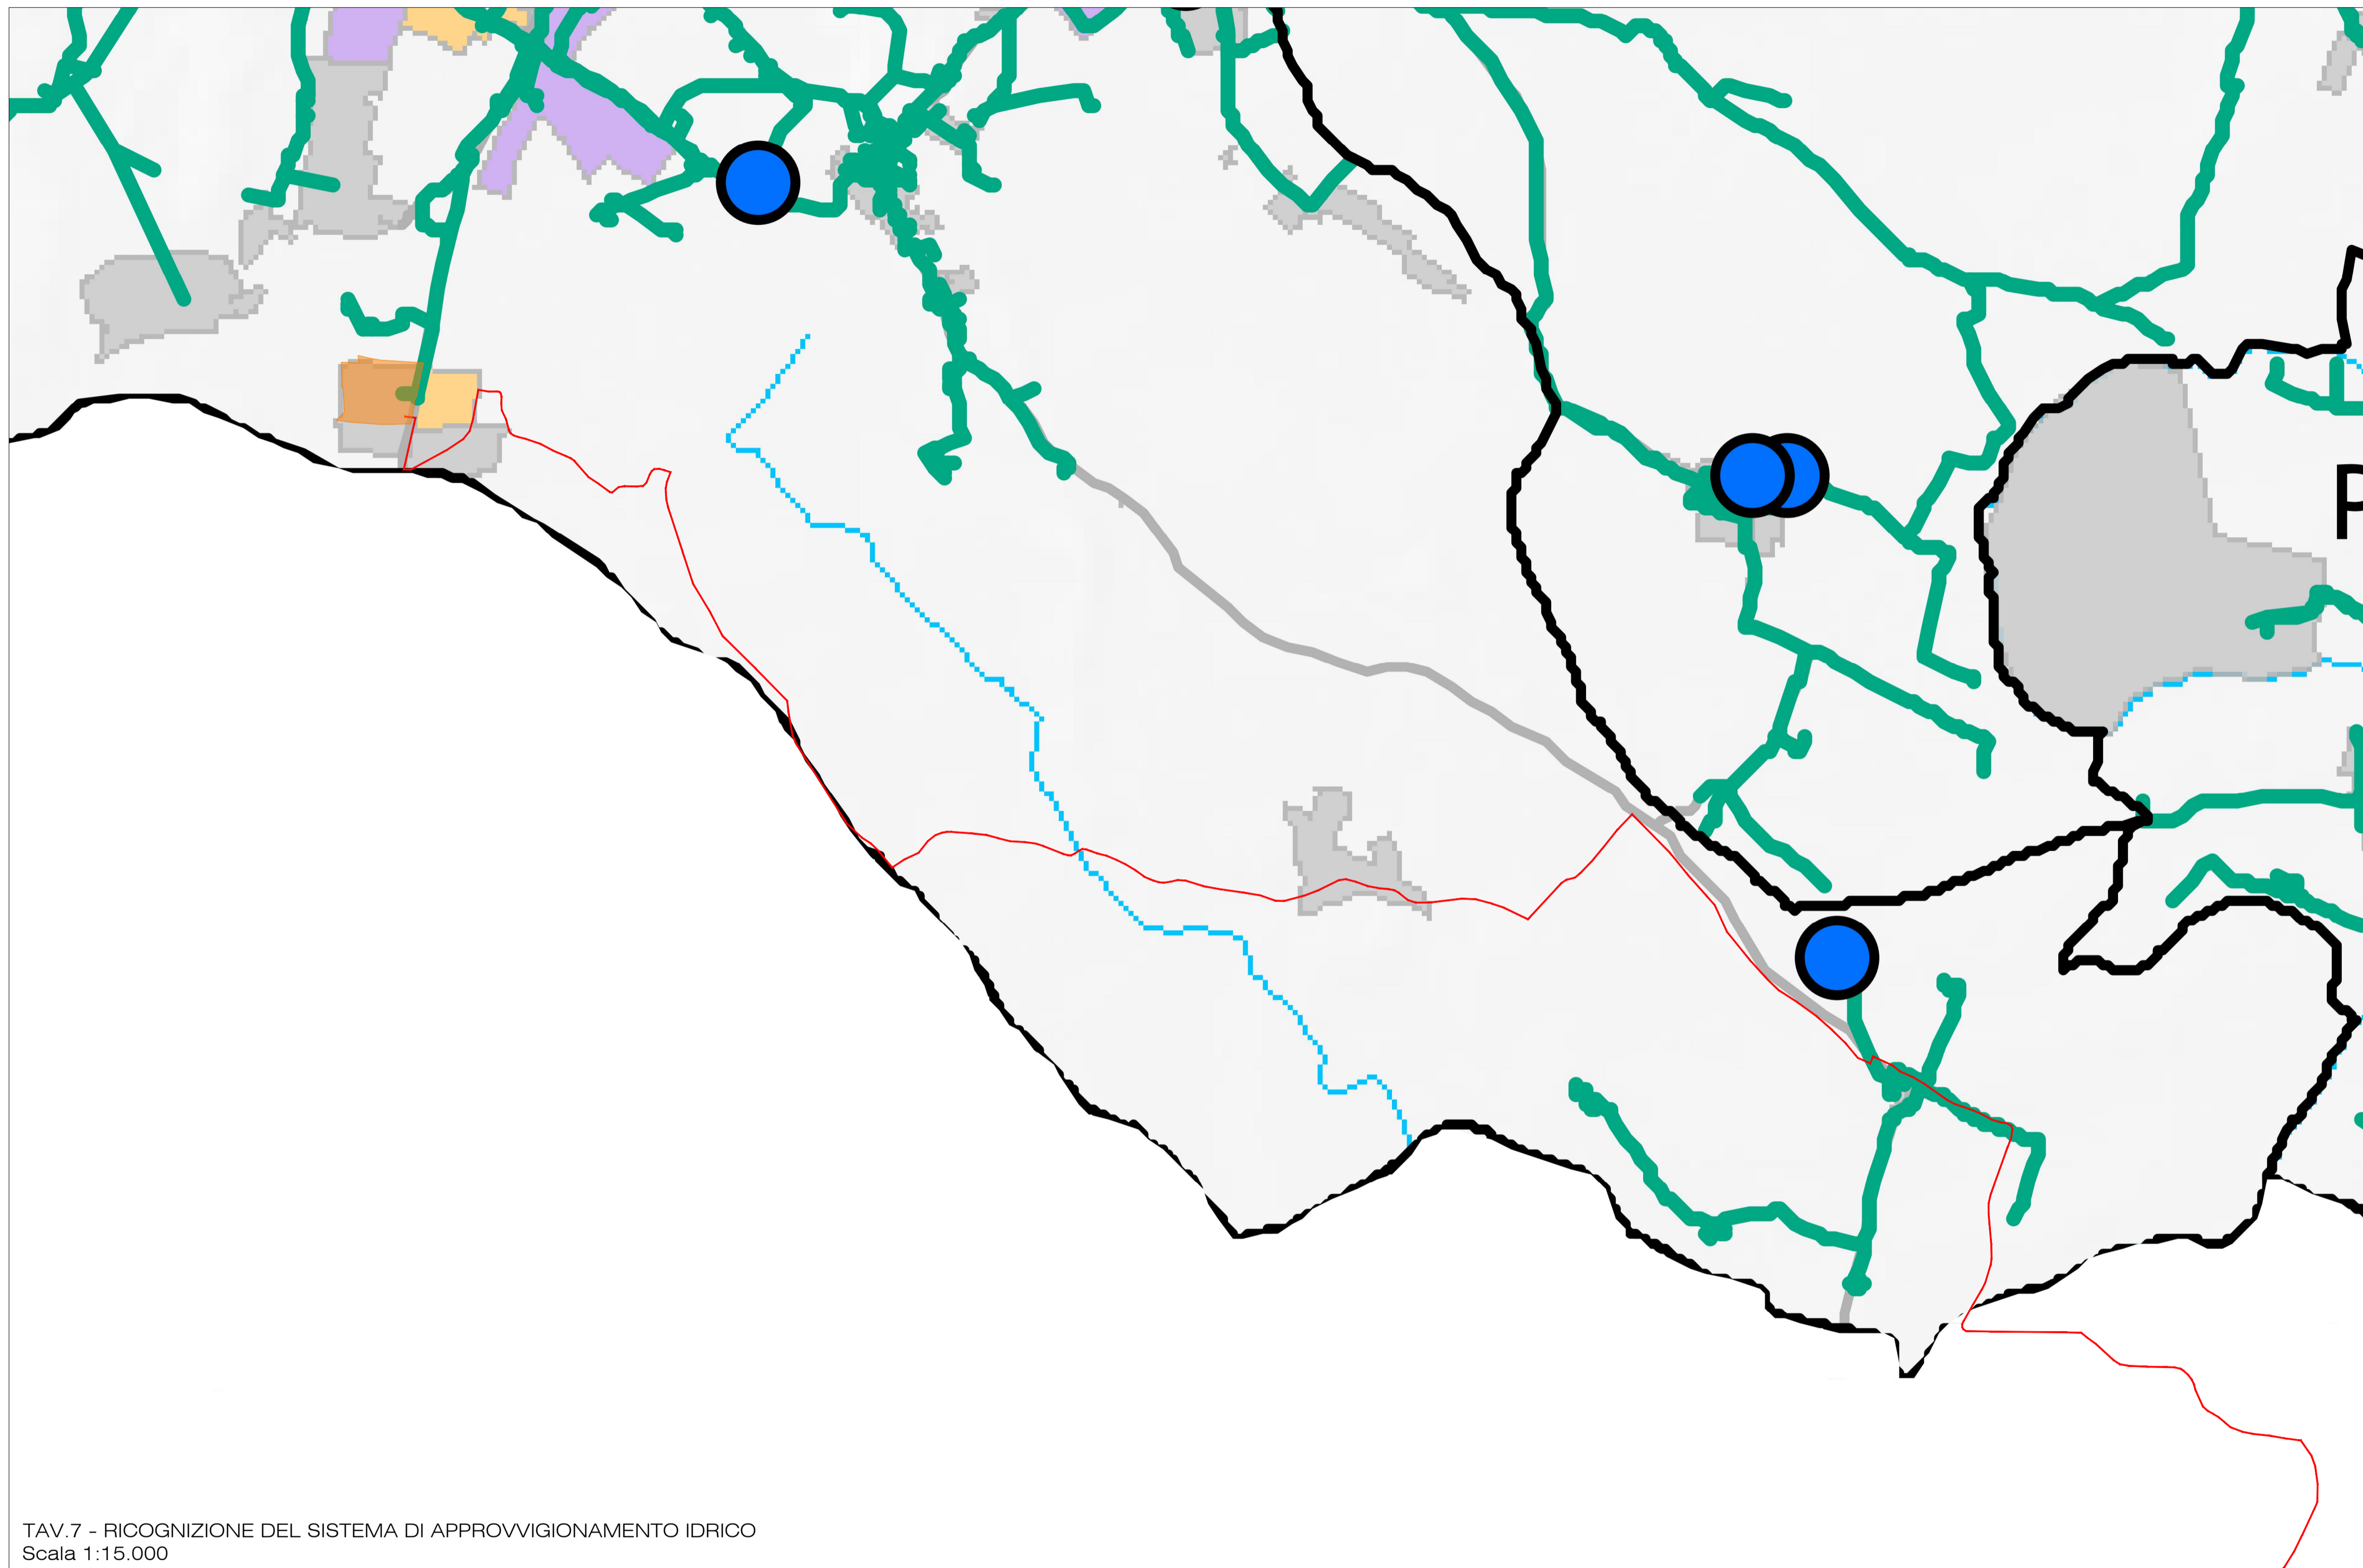 P
TAV.7 - RICOGNIZIONE DEL SISTEMA DI APPROVVIGIONAMENTO IDRICO
Scala 1:15.000